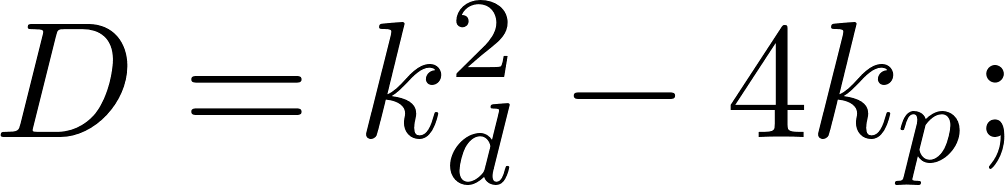 D = k_d^2 - 4k_p;